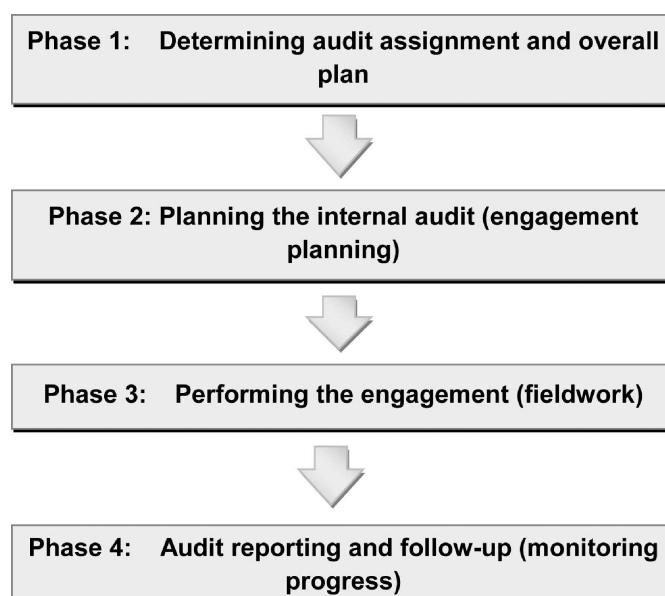 Phase 1: Determining audit assignment and overall
plan
Phase 2: Planning the internal audit (engagement
planning)
Phase 3: Performing the engagement (fieldwork)
Phase 4: Audit reporting and follow-up (monitoring
progress)